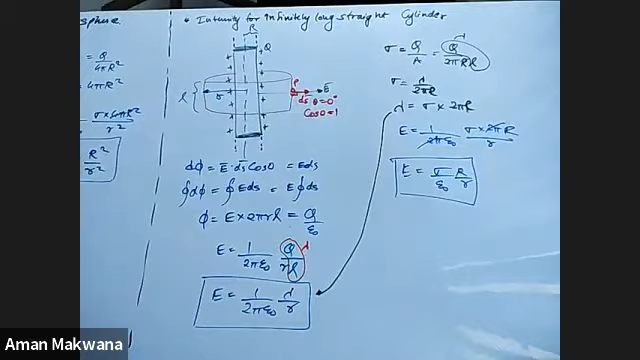 sphere
= Q/4πR²
= 4πR²
= σ×4πR²/r²
R²/r²
• Intensity for infinitely long straight Cylinder
R
Q
l
r
P
ds θ=0°
E
Cosθ=1
dϕ = E·ds Cosθ = Eds
∮dϕ = ∮Eds = E∮ds
ϕ = E×2πrl = Q/ε₀
E = 1/2πε₀ Q/rl λ
E = 1/2πε₀ λ/r
σ = Q/A = Q/2πRl λ
σ = λ/2πR
λ = σ × 2πR
E = 1/2πε₀ σ×2πR/r
E = σ/ε₀ R/r
Aman Makwana